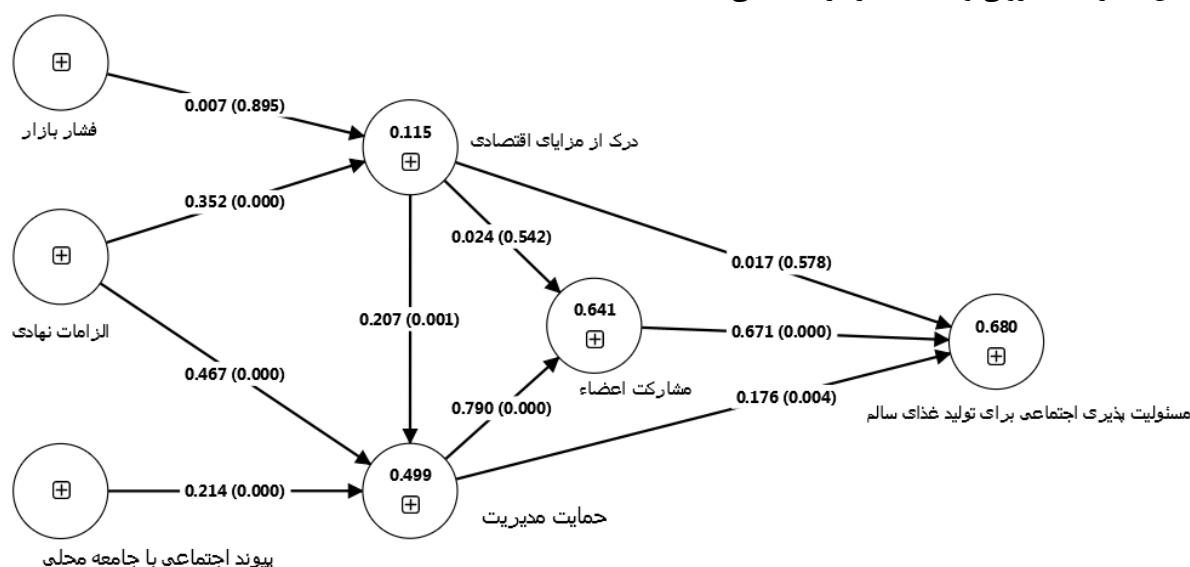 فشار بازار
0.007 (0.895)
0.115
درک از مزایای اقتصادی
0.352 (0.000)
الزامات نهادی
0.024 (0.542)
0.017 (0.578)
0.207 (0.001)
0.641
مشارکت اعضاء
0.671 (0.000)
0.680
مسئولیت پذیری اجتماعی برای تولید غذای سالم
0.467 (0.000)
0.790 (0.000)
0.176 (0.004)
0.499
حمایت مدیریت
0.214 (0.000)
پیوند اجتماعی با جامعه محلی